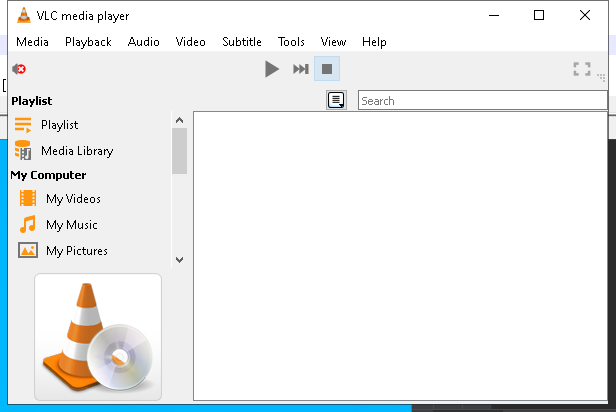 VLC media player
Media Playback Audio Video Subtitle Tools View Help
Playlist
Search
Playlist
Media Library
My Computer
My Videos
My Music
My Pictures